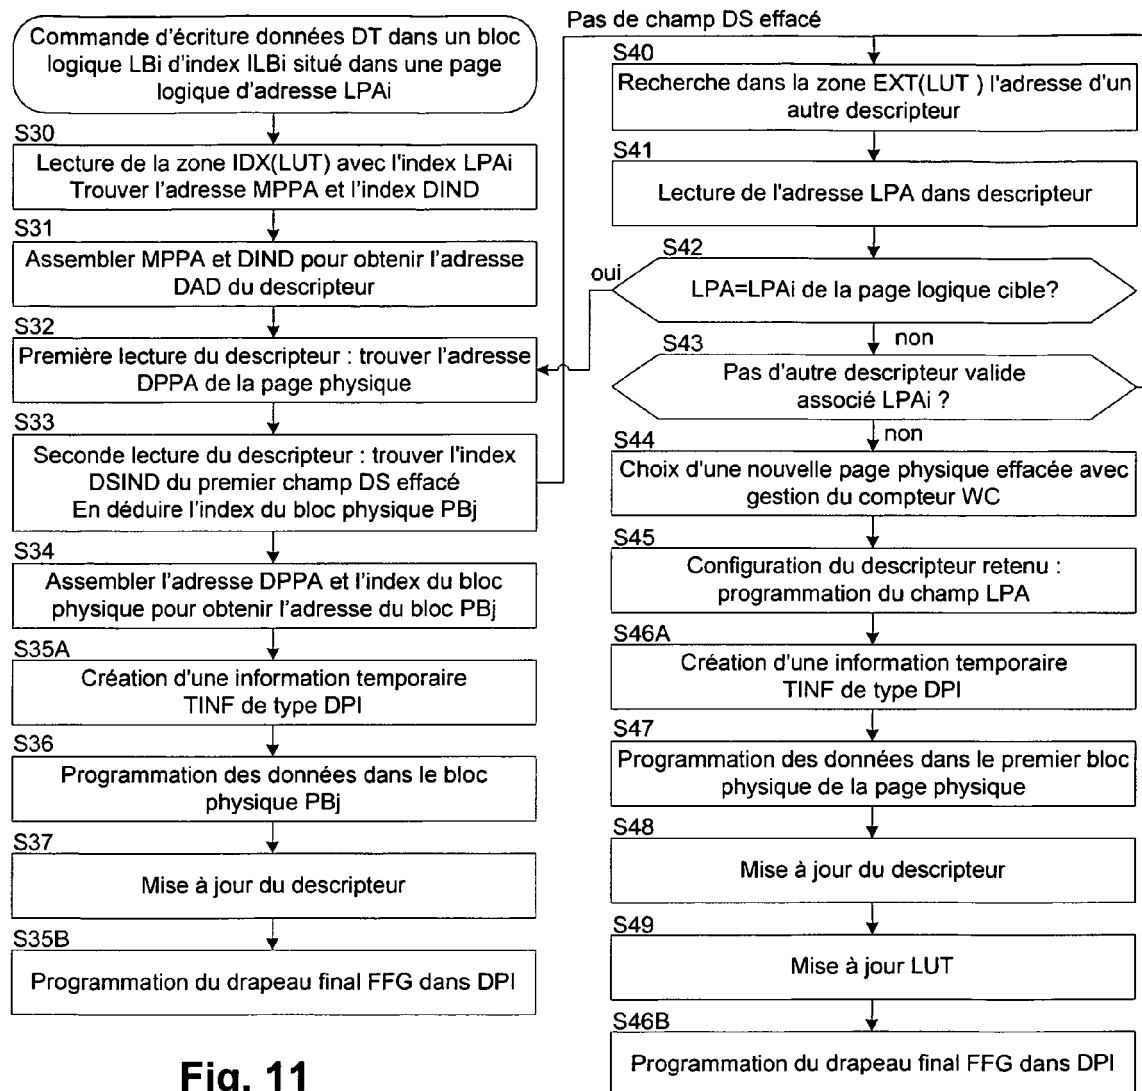 Commande d'écriture données DT dans un bloc
logique LBi d'index ILBi situé dans une page
logique d'adresse LPAi
S30
Lecture de la zone IDX(LUT) avec l'index LPAi
Trouver l'adresse MPPA et l'index DIND
S31
Assembler MPPA et DIND pour obtenir l'adresse
DAD du descripteur
S32
Première lecture du descripteur : trouver l'adresse
DPPA de la page physique
S33
Seconde lecture du descripteur : trouver l'index
DSIND du premier champ DS effacé
En déduire l'index du bloc physique PBj
S34
Assembler l'adresse DPPA et l'index du bloc
physique pour obtenir l'adresse du bloc PBj
S35A
Création d'une information temporaire
TINF de type DPI
S36
Programmation des données dans le bloc
physique PBj
S37
Mise à jour du descripteur
S35B
Programmation du drapeau final FFG dans DPI
Pas de champ DS effacé
S40
Recherche dans la zone EXT(LUT ) l'adresse d'un
autre descripteur
S41
Lecture de l'adresse LPA dans descripteur
S42
oui
LPA=LPAi de la page logique cible?
non
S43
Pas d'autre descripteur valide
associé LPAi ?
non
S44
Choix d'une nouvelle page physique effacée avec
gestion du compteur WC
S45
Configuration du descripteur retenu :
programmation du champ LPA
S46A
Création d'une information temporaire
TINF de type DPI
S47
Programmation des données dans le premier bloc
physique de la page physique
S48
Mise à jour du descripteur
S49
Mise à jour LUT
S46B
Programmation du drapeau final FFG dans DPI
Fig. 11